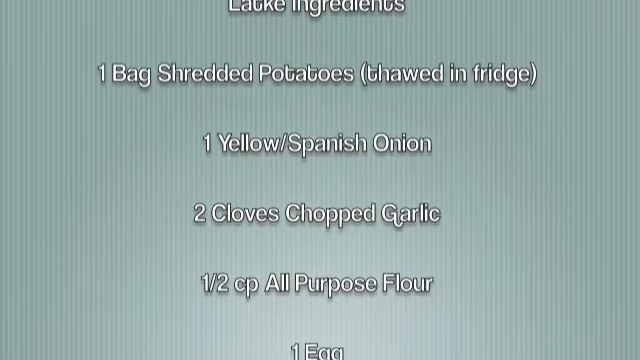 Latke Ingredients
1 Bag Shredded Potatoes (thawed in fridge)
1 Yellow/Spanish Onion
2 Cloves Chopped Garlic
1/2 cp All Purpose Flour
1 Egg